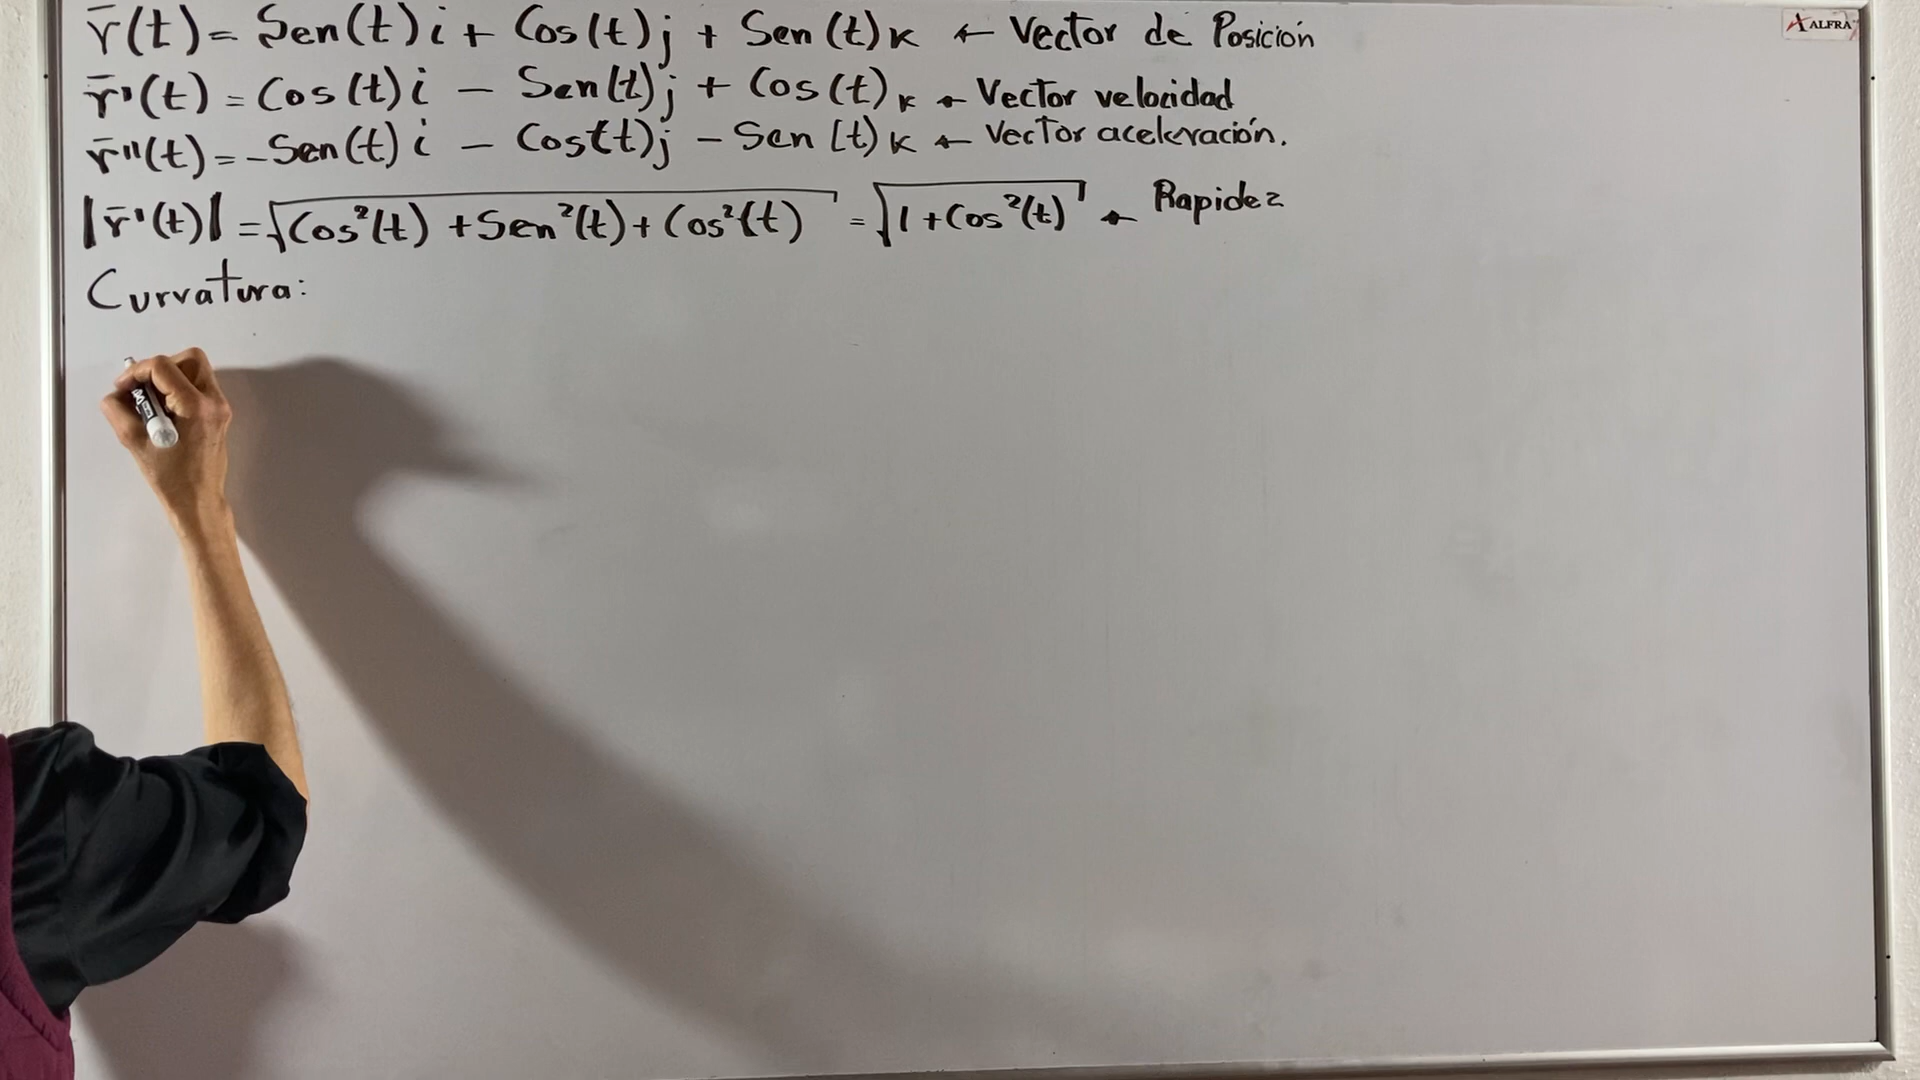 r̄(t) = Sen(t)i + Cos(t)j + Sen(t)k ← Vector de Posición
r̄'(t) = Cos(t)i − Sen(t)j + Cos(t)k ← Vector velocidad
r̄''(t) = -Sen(t)i − Cos(t)j − Sen(t)k ← Vector aceleración.
|r̄'(t)| = √(Cos²(t) + Sen²(t) + Cos²(t)) = √(1 + Cos²(t)) ← Rapidez
Curvatura:
ALFRA